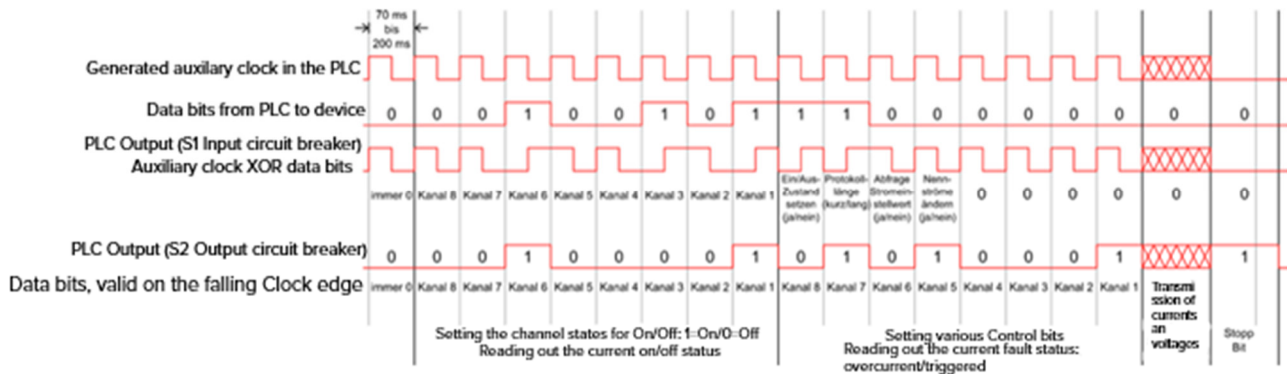 70 ms
bis
200 ms
Generated auxilary clock in the PLC
Data bits from PLC to device
0 0 0 1 0 0 1 0 1 1 1 0 0 0 0 0 0 0 0
PLC Output (S1 Input circuit breaker)
Auxiliary clock XOR data bits
immer 0 Kanal 8 Kanal 7 Kanal 6 Kanal 5 Kanal 4 Kanal 3 Kanal 2 Kanal 1
Ein/Aus-
Zustand
setzen
(ja/nein)
Protokoll-
länge
(kurz/lang)
Abfrage
Stromein-
stellwert
(ja/nein)
Nenn-
ströme
ändern
(ja/nein)
0 0 0 0 0 0
PLC Output (S2 Output circuit breaker)
0 0 0 1 0 0 0 0 1 0 1 0 1 0 0 0 1 1
Data bits, valid on the falling Clock edge
immer 0 Kanal 8 Kanal 7 Kanal 6 Kanal 5 Kanal 4 Kanal 3 Kanal 2 Kanal 1 Kanal 8 Kanal 7 Kanal 6 Kanal 5 Kanal 4 Kanal 3 Kanal 2 Kanal 1
Transmi
ssion of
currents
an
voltages
Stopp
Bit
Setting the channel states for On/Off: 1=On/0=Off
Reading out the current on/off status
Setting various Control bits
Reading out the current fault status:
overcurrent/triggered